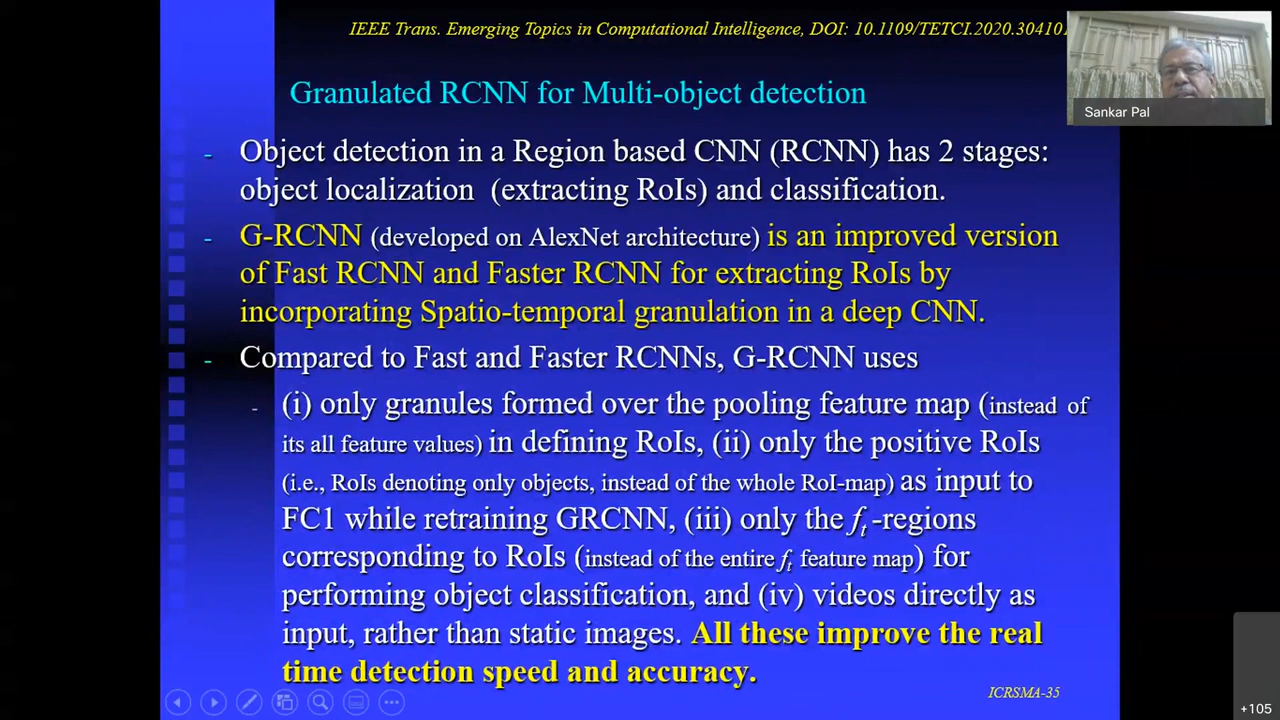 IEEE Trans. Emerging Topics in Computational Intelligence, DOI: 10.1109/TETCI.2020.304101
Sankar Pal
Granulated RCNN for Multi-object detection
- Object detection in a Region based CNN (RCNN) has 2 stages:
object localization (extracting RoIs) and classification.
- G-RCNN (developed on AlexNet architecture) is an improved version
of Fast RCNN and Faster RCNN for extracting RoIs by
incorporating Spatio-temporal granulation in a deep CNN.
- Compared to Fast and Faster RCNNs, G-RCNN uses
- (i) only granules formed over the pooling feature map (instead of
its all feature values) in defining RoIs, (ii) only the positive RoIs
(i.e., RoIs denoting only objects, instead of the whole RoI-map) as input to
FC1 while retraining GRCNN, (iii) only the ft -regions
corresponding to RoIs (instead of the entire ft feature map) for
performing object classification, and (iv) videos directly as
input, rather than static images. All these improve the real
time detection speed and accuracy.
ICRSMA-35
+105